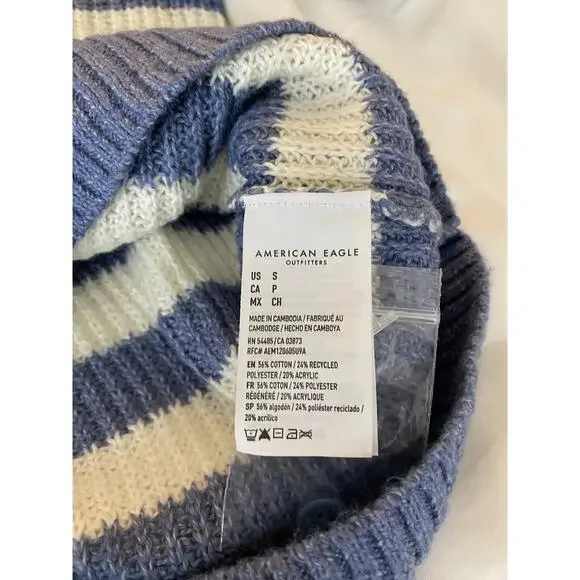 AMERICAN EAGLE
OUTFITTERS
US S
CA P
MX CH
MADE IN CAMBODIA / FABRIQUÉ AU
CAMBODGE / HECHO EN CAMBOYA
RN 54485/CA 03873
RFC# AEM120605U9A
EN 56% COTTON / 24% RECYCLED
POLYESTER / 20% ACRYLIC
FR 56% COTON / 24% POLYESTER
RÉGÉNÉRÉ / 20% ACRYLIQUE
SP 56% algodón / 24% poliéster reciclado /
20% acrílico